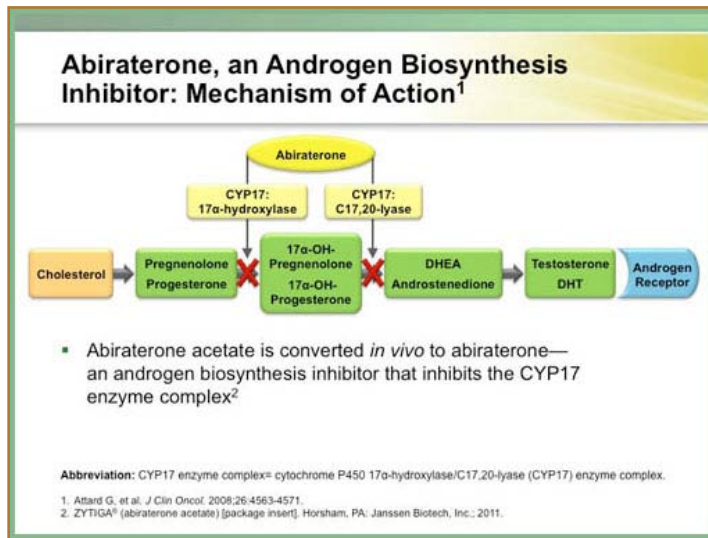 Abiraterone, an Androgen Biosynthesis
Inhibitor: Mechanism of Action¹
Abiraterone
CYP17:
17α-hydroxylase
CYP17:
C17,20-lyase
Cholesterol
Pregnenolone
Progesterone
17α-OH-
Pregnenolone
17α-OH-
Progesterone
DHEA
Androstenedione
Testosterone
DHT
Androgen
Receptor
▪ Abiraterone acetate is converted in vivo to abiraterone—
an androgen biosynthesis inhibitor that inhibits the CYP17
enzyme complex²
Abbreviation: CYP17 enzyme complex= cytochrome P450 17α-hydroxylase/C17,20-lyase (CYP17) enzyme complex.
1. Attard G, et al. J Clin Oncol. 2008;26:4563-4571.
2. ZYTIGA® (abiraterone acetate) [package insert]. Horsham, PA: Janssen Biotech, Inc.; 2011.